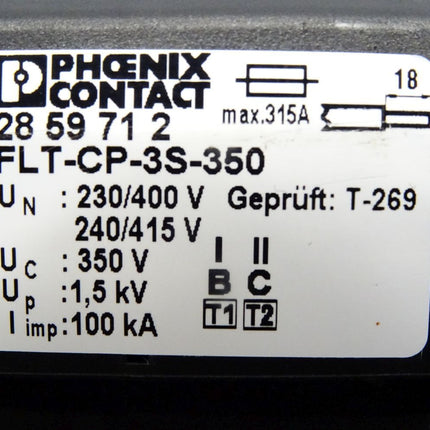 PHŒNIX
CONTACT
18
max.315A
28 59 71 2
FLT-CP-3S-350
U N : 230/400 V Geprüft: T-269
240/415 V
I II
U C : 350 V
B C
U p : 1,5 kV
T1 T2
I imp:100 kA